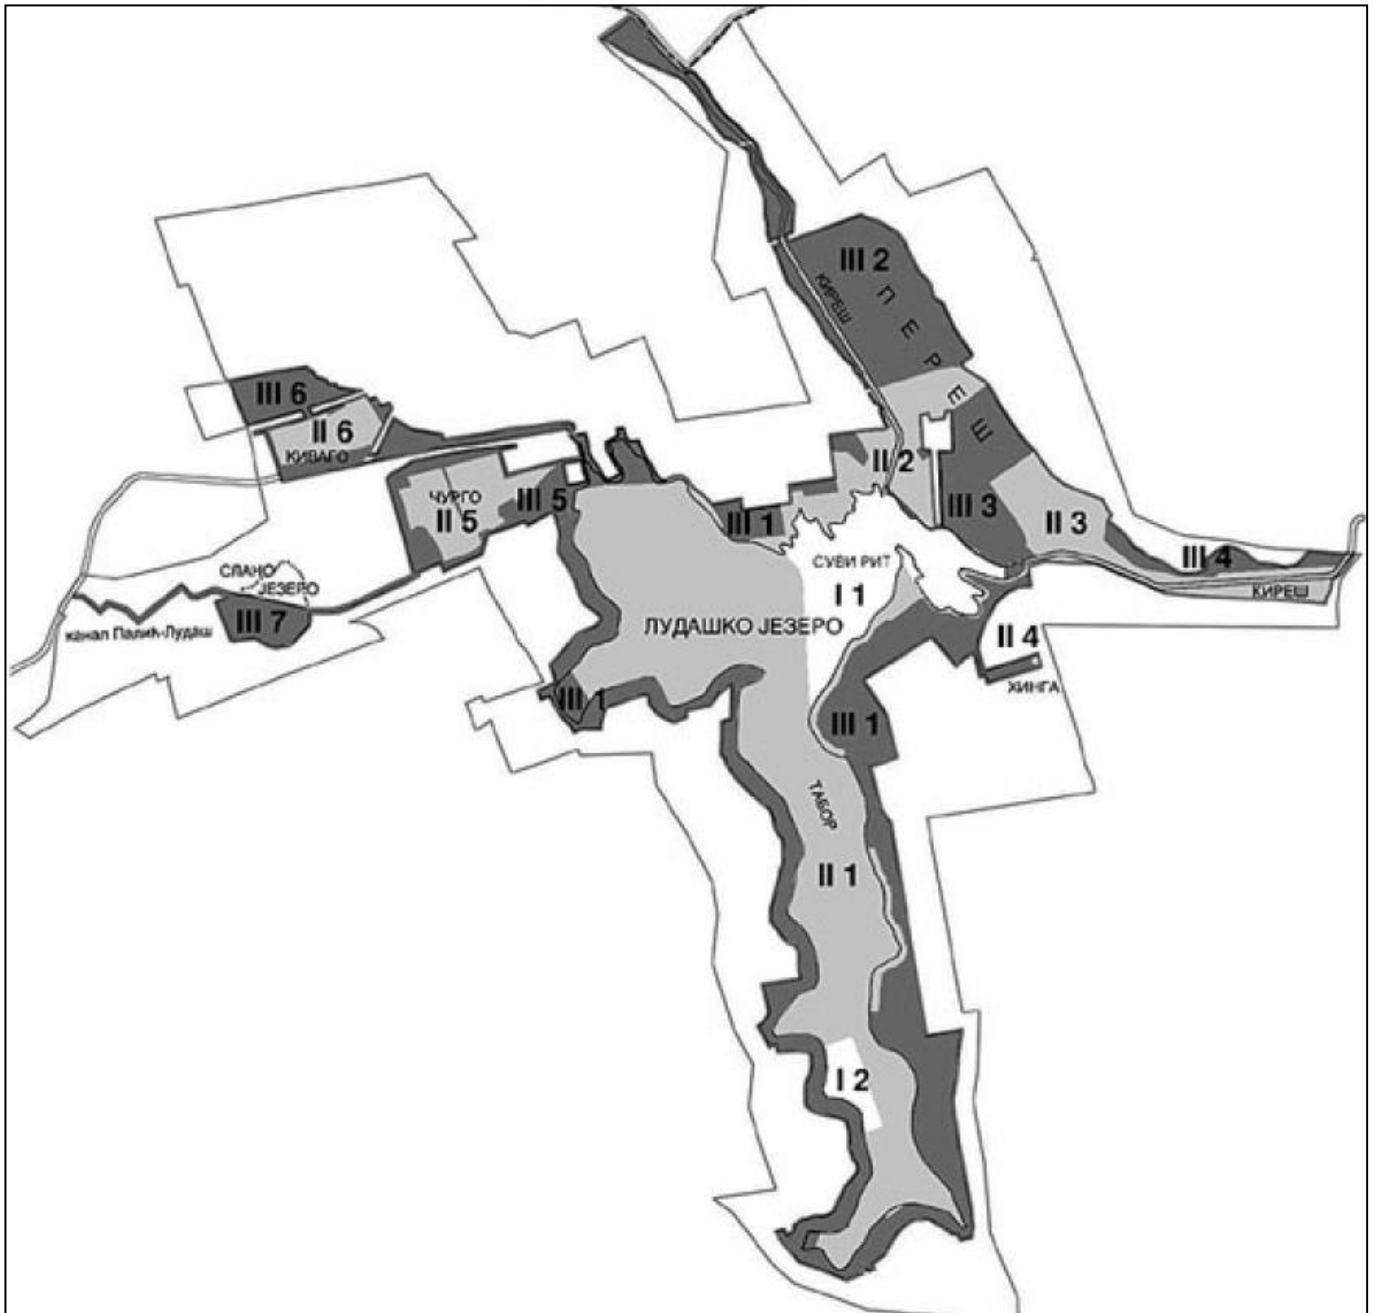 III 2
КИРЕШ
ПЕРЕШ
III 6
II 6
КИВАГО
II 2
ЧУРГО
II 5
III 5
III 1
III 3
II 3
III 4
КИРЕШ
СУВИ РИТ
I 1
СЛАНО
ЈЕЗЕРО
III 7
канал Палић-Лудаш
ЛУДАШКО ЈЕЗЕРО
II 4
ХИНГА
III 1
III 1
ТАБОР
II 1
I 2